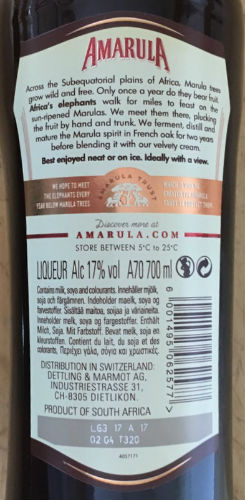 AMARULA
Across the Subequatorial plains of Africa, Marula trees
grow wild and free. Only once a year do they bear fruit.
Africa's elephants walk for miles to feast on the
sun-ripened Marulas. We meet them there, plucking
the fruit by hand and trunk. We ferment, distil and
mature the Marula spirit in French oak for two years
before blending it with our velvet cream.
Best enjoyed neat or on ice. Ideally with a view.
AMARULA TRUST
WE HOPE TO MEET
THE ELEPHANTS EVERY
YEAR BELOW MARULA TREES
Discover more at
AMARULA.COM
STORE BETWEEN 5°C to 25°C
LIQUEUR Alc 17% vol A70 700 ml
Contains milk, soya and colourants. Innehåller mjölk,
soja och färgämnen. Indeholder mælk, soya og
farvestoffer. Sisältää maitoa, soijaa ja väriaineita.
Inneholder melk, soya og fargestoffer. Enthält
Milch, Soja. Mit Farbstoff. Bevat melk, soja en
kleurstoffen. Contient du lait, du soja et des
colorants. Περιέχει γάλα, σόγια και χρωστικές.
6001495062577
DISTRIBUTION IN SWITZERLAND:
DETTLING & MARMOT AG,
INDUSTRIESTRASSE 31,
CH-8305 DIETLIKON.
PRODUCT OF SOUTH AFRICA
LG3 17 A 17
02:04 T320
4057171